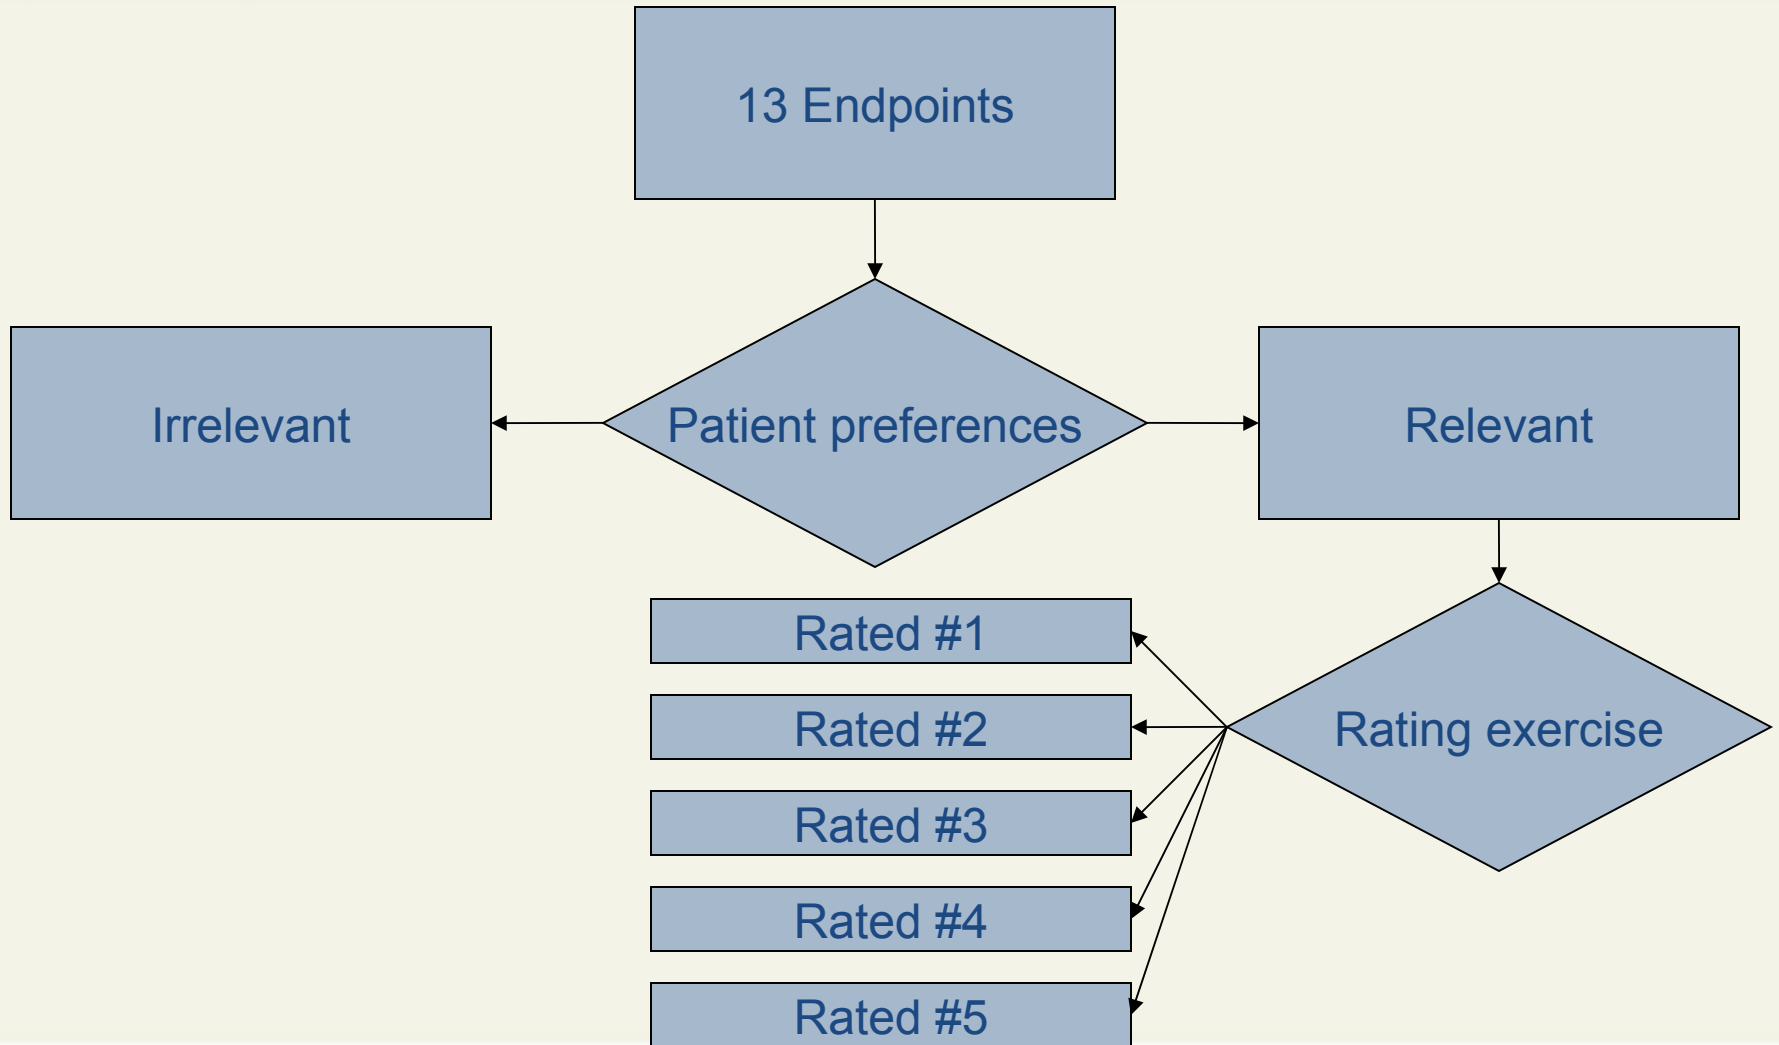 13 Endpoints
Irrelevant
Patient preferences
Relevant
Rated #1
Rated #2
Rated #3
Rated #4
Rated #5
Rating exercise